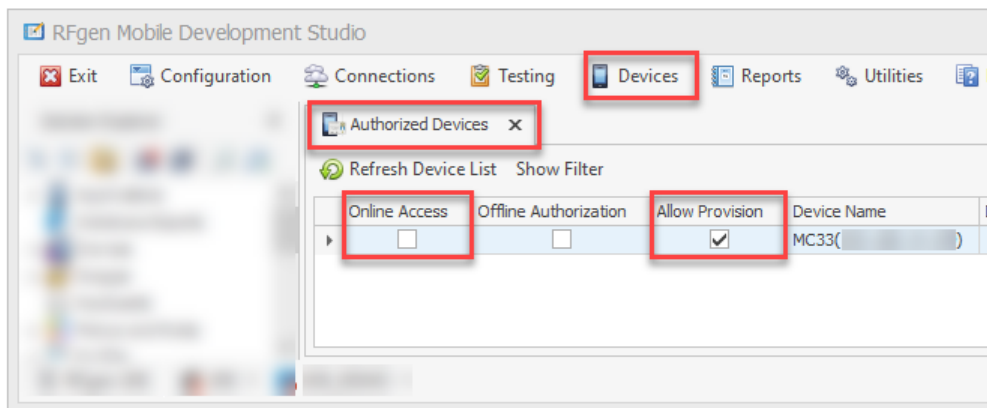 RFgen Mobile Development Studio
Exit Configuration Connections Testing Devices Reports Utilities
Authorized Devices x
Refresh Device List Show Filter
Online Access Offline Authorization Allow Provision Device Name
MC33( )